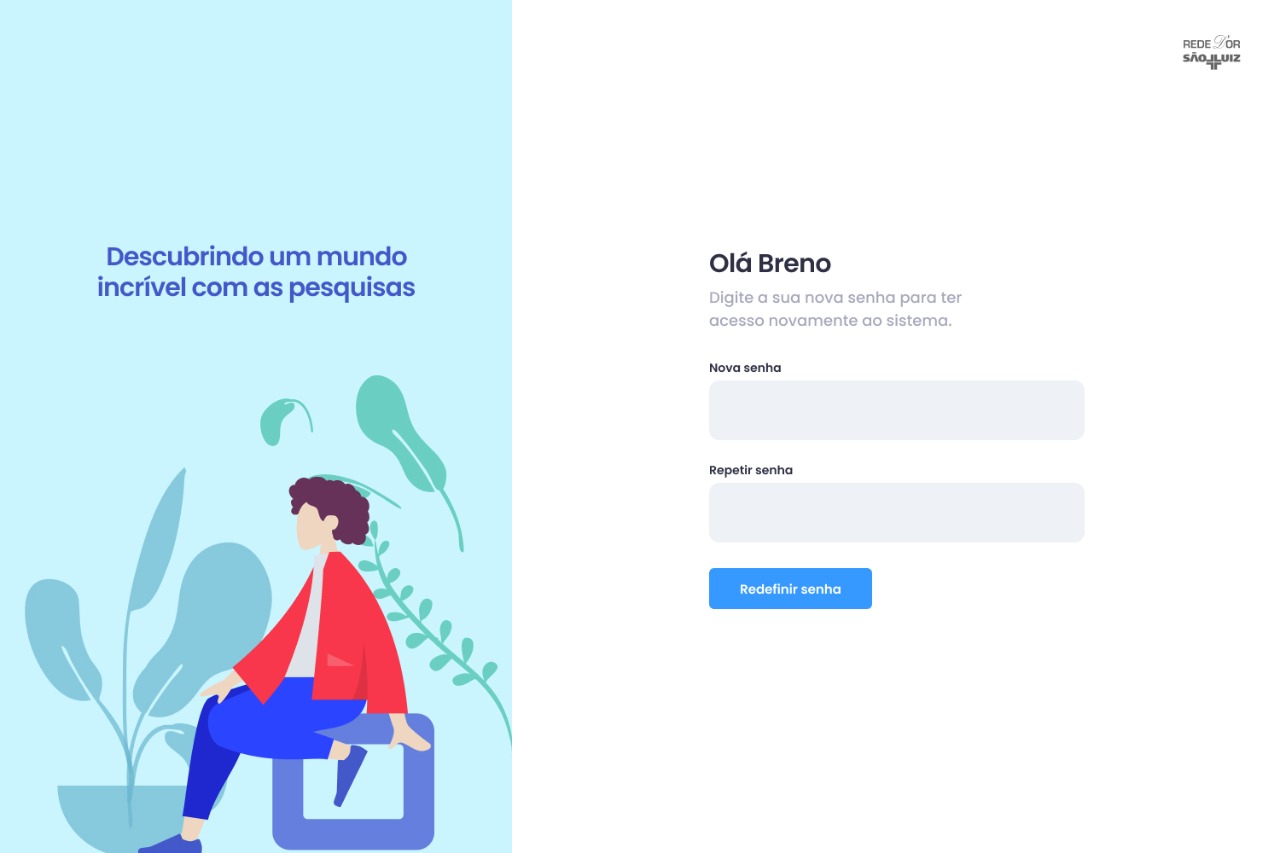 REDE D'OR
SÃO LUIZ
Descubrindo um mundo
incrível com as pesquisas
Olá Breno
Digite a sua nova senha para ter
acesso novamente ao sistema.
Nova senha
Repetir senha
Redefinir senha